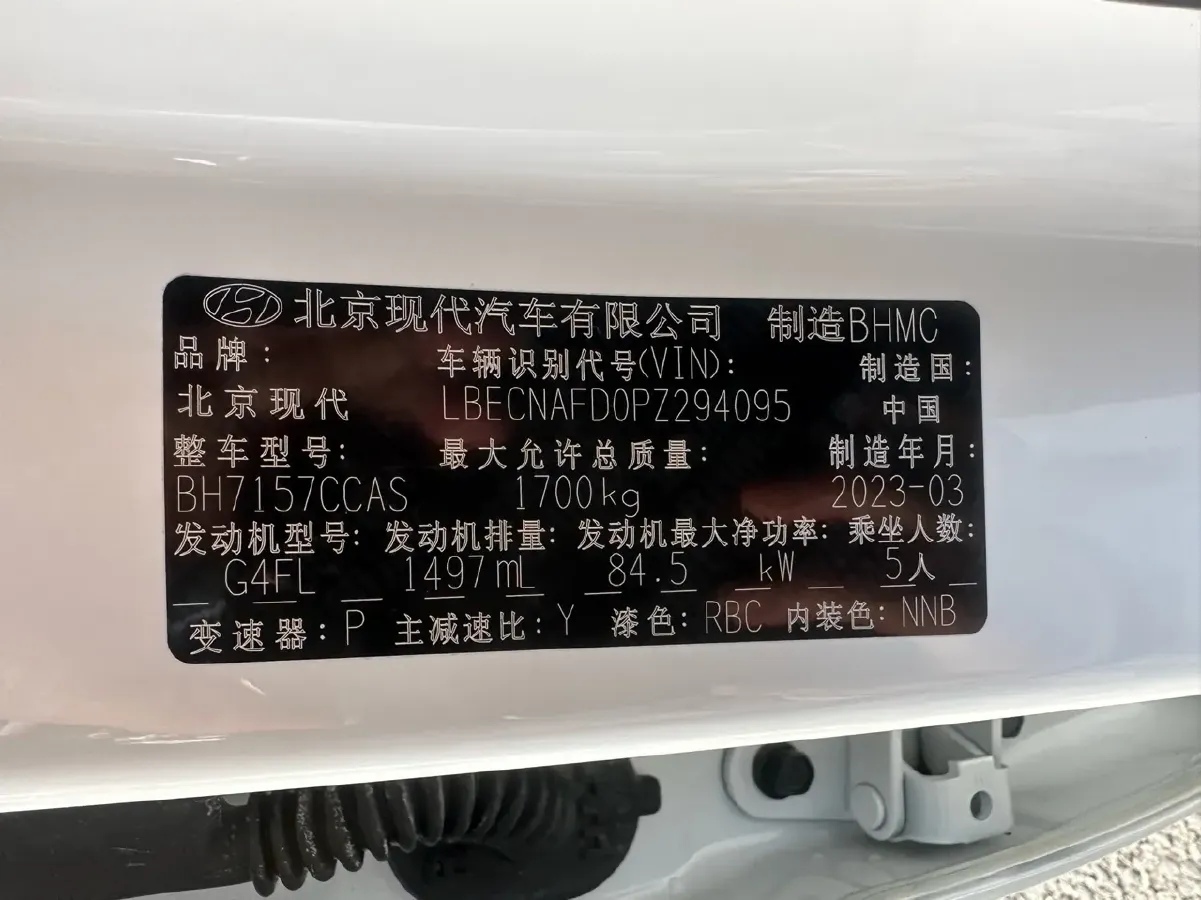 北京现代汽车有限公司 制造BHMC
品牌： 车辆识别代号(VIN)： 制造国：
北京现代 LBECNAFD0PZ294095 中国
整车型号： 最大允许总质量： 制造年月：
BH7157CCAS 1700kg 2023-03
发动机型号： 发动机排量： 发动机最大净功率： 乘坐人数：
G4FL 1497mL 84.5 kW 5人
变速器：P 主减速比：Y 漆色：RBC 内装色：NNB